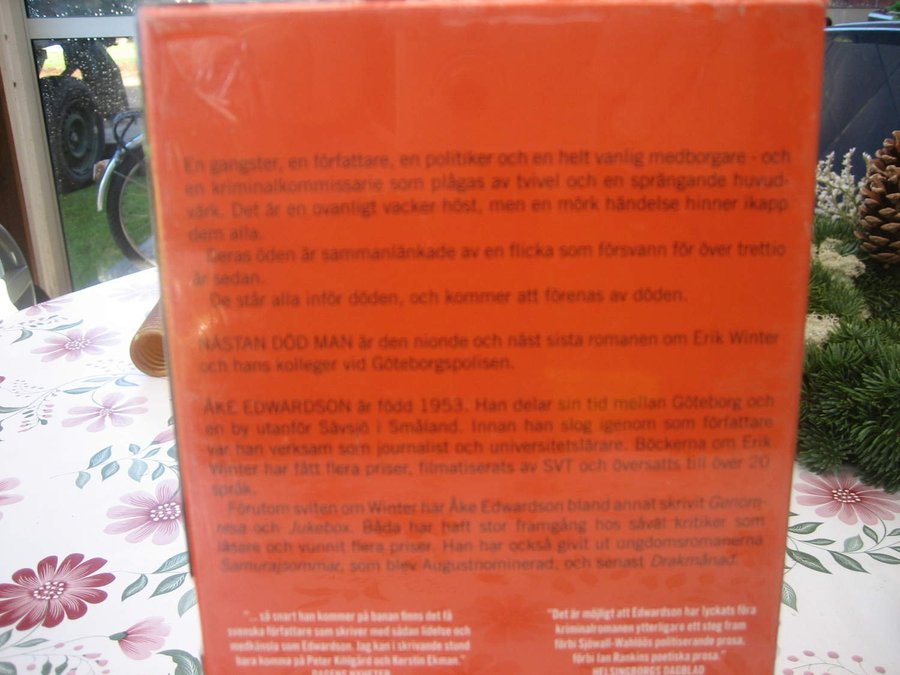 En gangster, en författare, en politiker och en helt vanlig medborgare - och
en kriminalkommissarie som plågas av tvivel och en sprängande huvud-
värk. Det är en ovanligt vacker höst, men en mörk händelse hinner ikapp
dem alla.
Deras öden är sammanlänkade av en flicka som försvann för över trettio
år sedan.
De står alla inför döden, och kommer att förenas av döden.
NÄSTAN DÖD MAN är den nionde och näst sista romanen om Erik Winter
och hans kolleger vid Göteborgspolisen.
ÅKE EDWARDSON är född 1953. Han delar sin tid mellan Göteborg och
en by utanför Sävsjö i Småland. Innan han slog igenom som författare
var han verksam som journalist och universitetslärare. Böckerna om Erik
Winter har fått flera priser, filmatiserats av SVT och översatts till över 20
språk.
Förutom sviten om Winter har Åke Edwardson bland annat skrivit Genom-
resa och Jukebox. Båda har haft stor framgång hos såväl kritiker som
läsare och vunnit flera priser. Han har också givit ut ungdomsromanerna
Samurajsommar, som blev Augustnominerad, och senast Drakmånad.
"... så snart han kommer på banan finns det få
svenska författare som skriver med sådan lidelse och
medkänsla som Edwardson. Jag kan i skrivande stund
bara komma på Peter Kihlgård och Kerstin Ekman."
DAGENS NYHETER
"Det är möjligt att Edwardson har lyckats föra
kriminalromanen ytterligare ett steg fram
förbi Sjöwall-Wahlöös politiserande prosa,
förbi Ian Rankins poetiska prosa."
HELSINGBORGS DAGBLAD